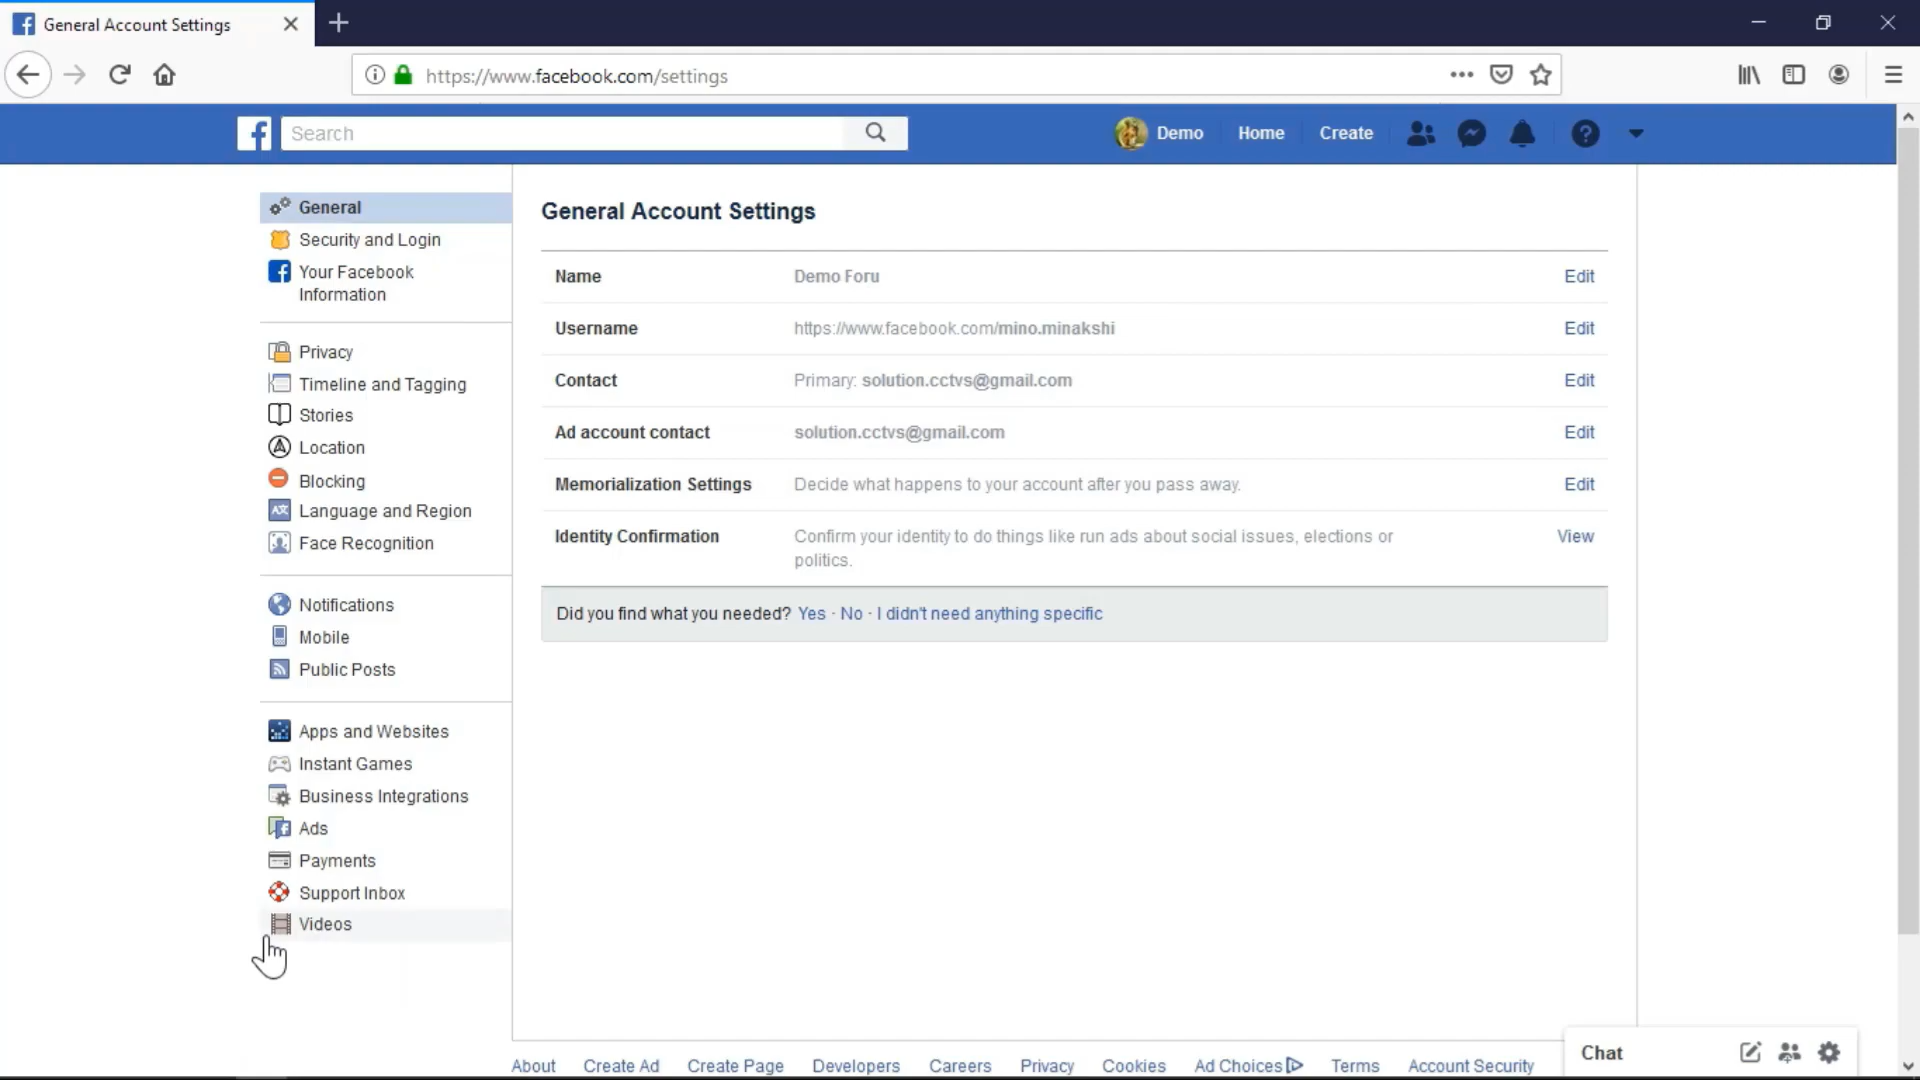 General Account Settings
https://www.facebook.com/settings
Search
Demo
Home
Create
General
Security and Login
Your Facebook
Information
Privacy
Timeline and Tagging
Stories
Location
Blocking
Language and Region
Face Recognition
Notifications
Mobile
Public Posts
Apps and Websites
Instant Games
Business Integrations
Ads
Payments
Support Inbox
Videos
General Account Settings
Name Demo Foru Edit
Username https://www.facebook.com/mino.minakshi Edit
Contact Primary: solution.cctvs@gmail.com Edit
Ad account contact solution.cctvs@gmail.com Edit
Memorialization Settings Decide what happens to your account after you pass away. Edit
Identity Confirmation Confirm your identity to do things like run ads about social issues, elections or View
politics.
Did you find what you needed? Yes · No · I didn't need anything specific
About Create Ad Create Page Developers Careers Privacy Cookies Ad Choices Terms Account Security
Chat